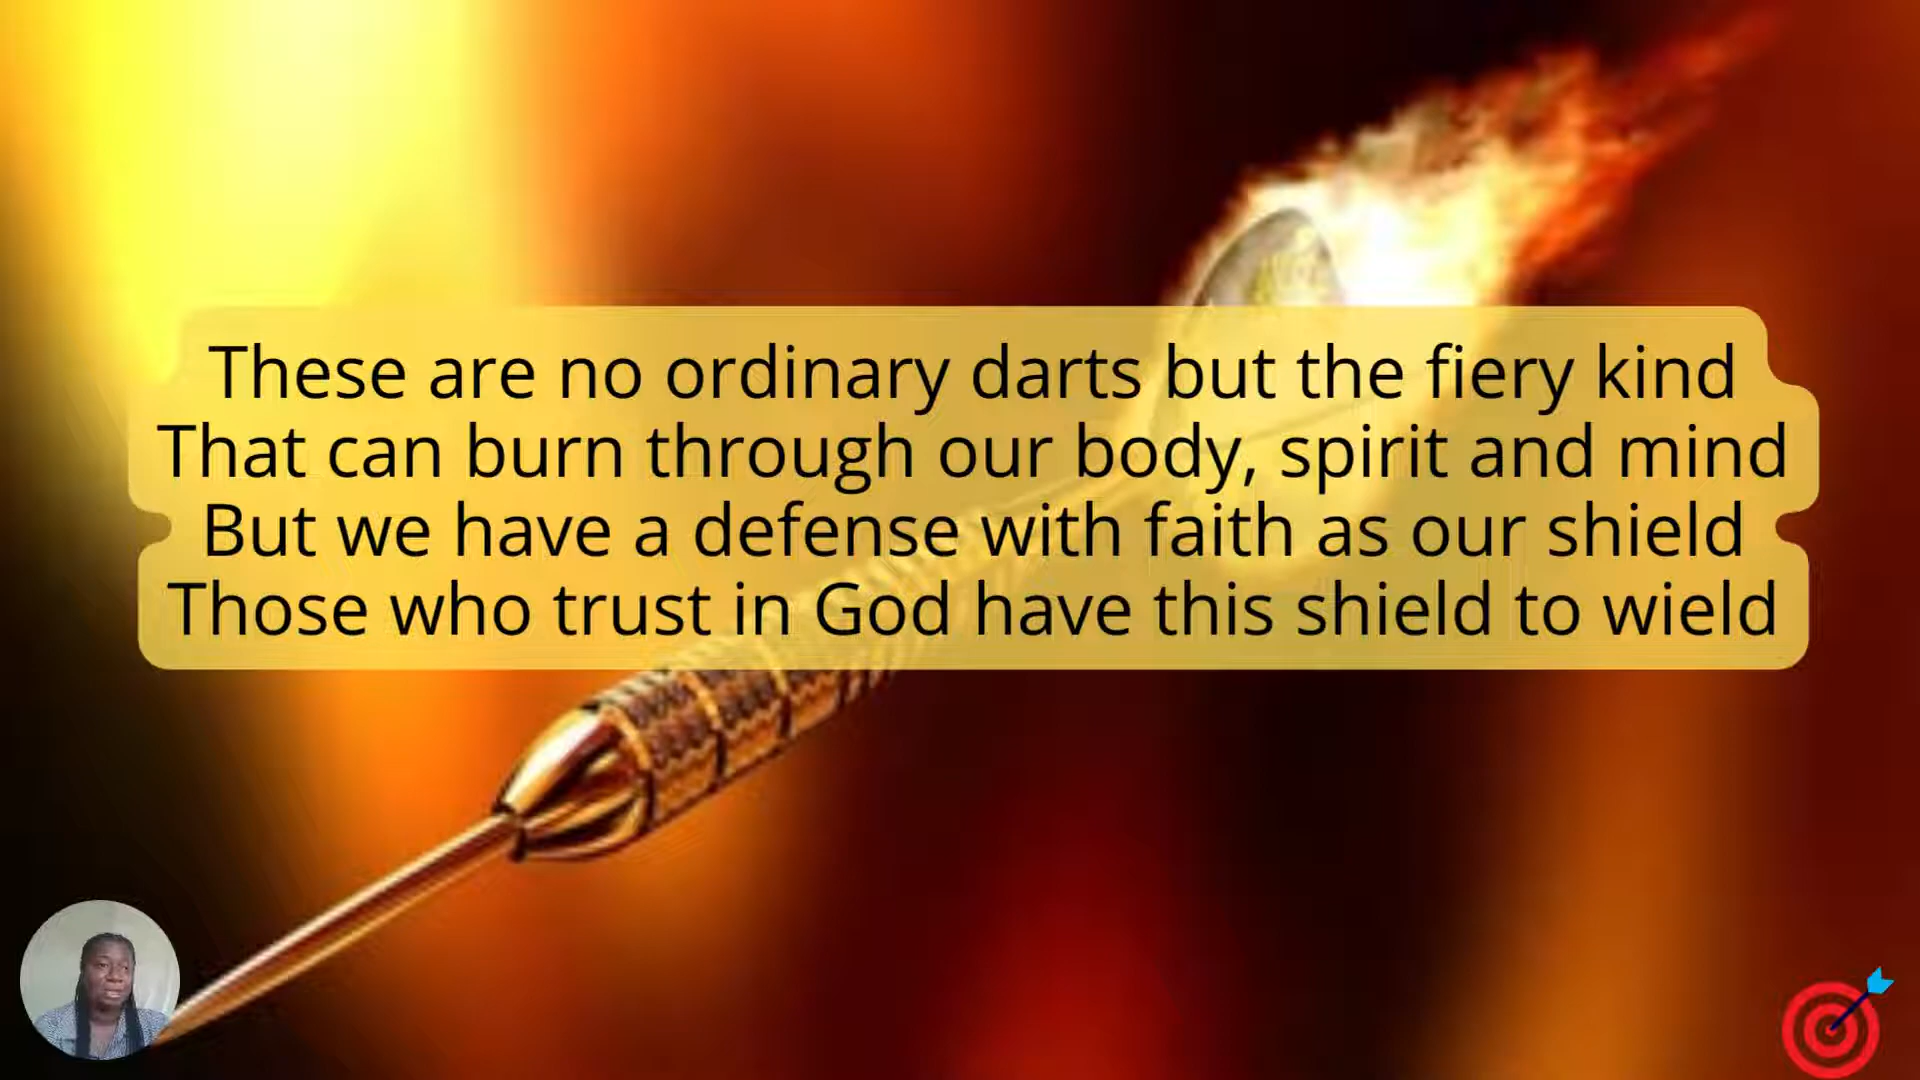 These are no ordinary darts but the fiery kind
That can burn through our body, spirit and mind
But we have a defense with faith as our shield
Those who trust in God have this shield to wield